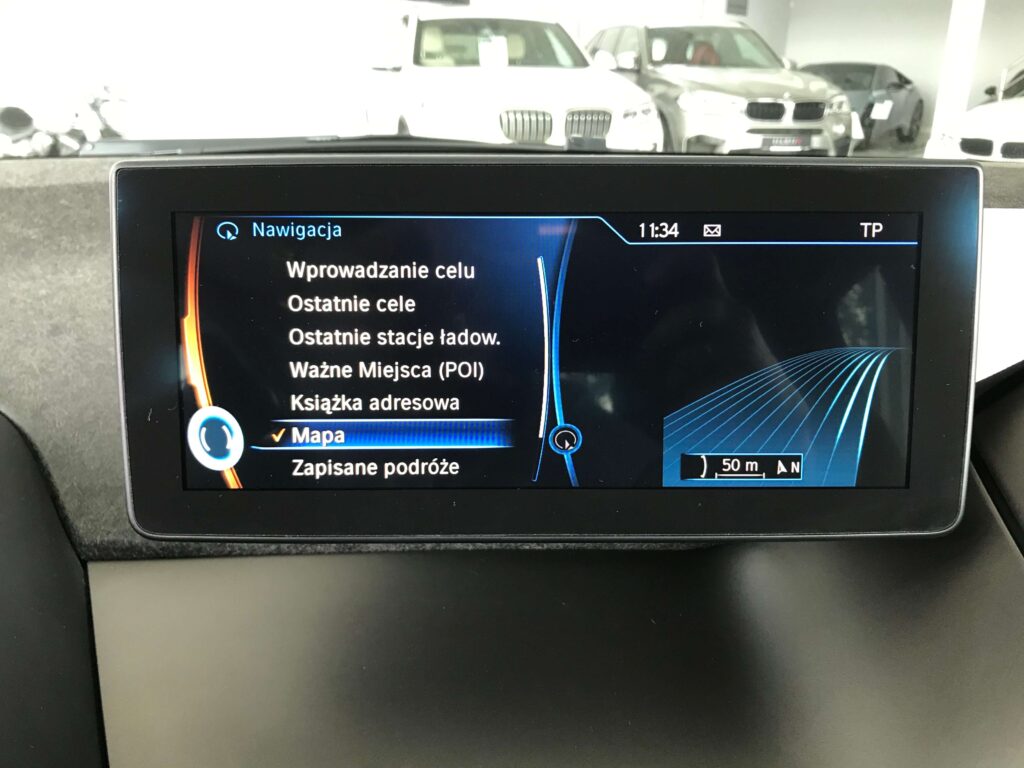 Nawigacja
11:34
TP
Wprowadzanie celu
Ostatnie cele
Ostatnie stacje ładow.
Ważne Miejsca (POI)
Książka adresowa
Mapa
Zapisane podróże
50 m
N